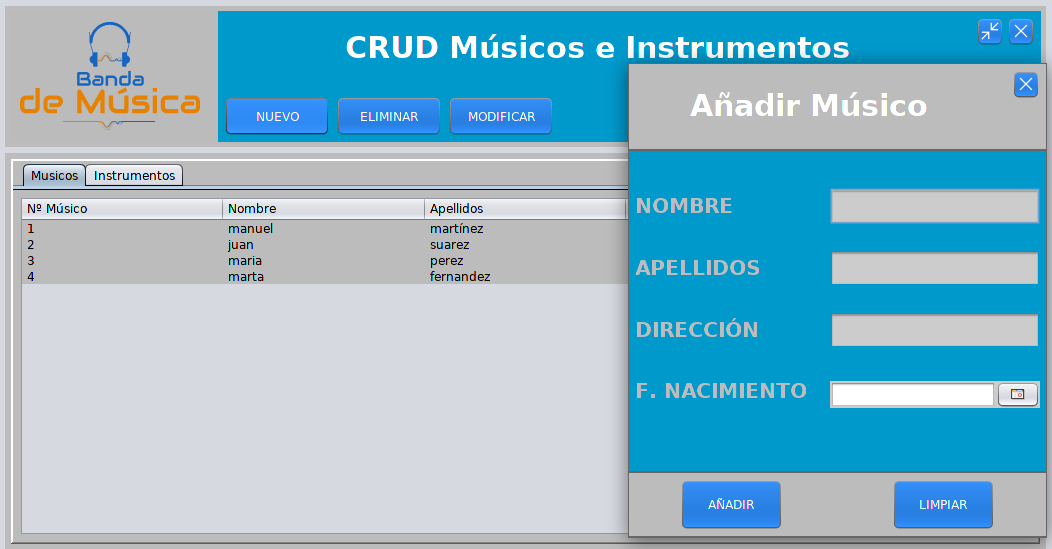 Banda
de Música
CRUD Músicos e Instrumentos
NUEVO ELIMINAR MODIFICAR
Musicos Instrumentos
Nº Músico Nombre Apellidos
1 manuel martínez
2 juan suarez
3 maria perez
4 marta fernandez
Añadir Músico
NOMBRE
APELLIDOS
DIRECCIÓN
F. NACIMIENTO
AÑADIR LIMPIAR